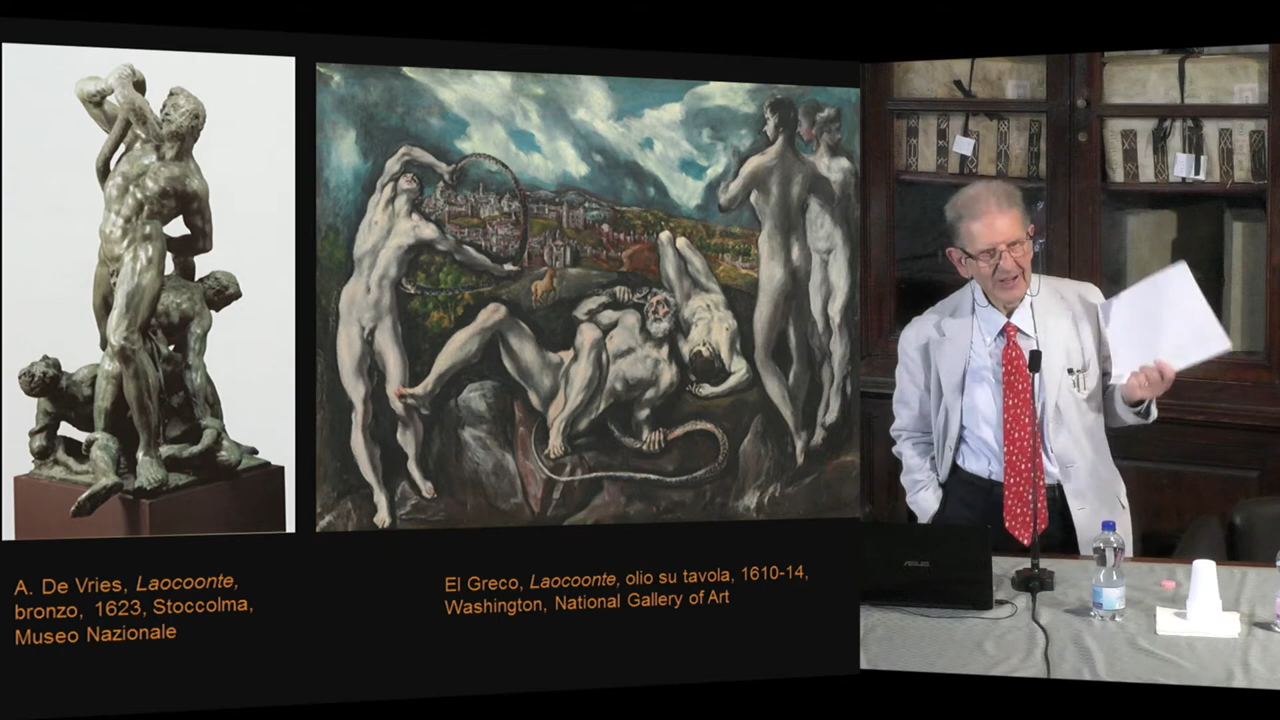 A. De Vries, Laocoonte,
bronzo, 1623, Stoccolma,
Museo Nazionale
El Greco, Laocoonte, olio su tavola, 1610-14,
Washington, National Gallery of Art
ASUS